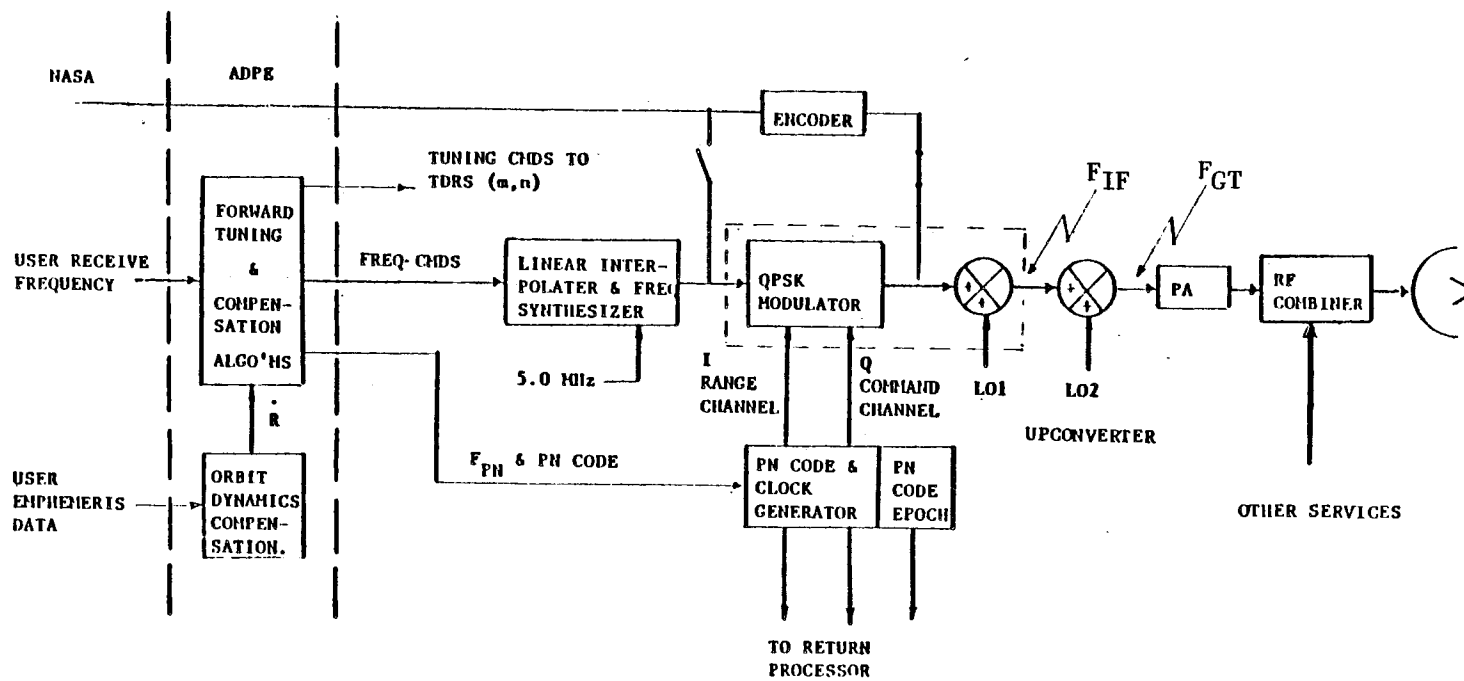 NASA
ADPE
ENCODER
TUNING CMDS TO
TDRS (m,n)
F_IF
F_GT
FORWARD
TUNING
&
COMPEN-
SATION
ALGO'HS
USER RECEIVE
FREQUENCY
FREQ-CMDS
LINEAR INTER-
POLATER & FREQ
SYNTHESIZER
QPSK
MODULATOR
PA
RF
COMBINER
5.0 MHz
I
RANGE
CHANNEL
Q
COMMAND
CHANNEL
LO1
LO2
UPCONVERTER
Ṙ
F_PN & PN CODE
USER
EMPHEMERIS
DATA
ORBIT
DYNAMICS
COMPEN-
SATION.
PN CODE &
CLOCK
GENERATOR
PN
CODE
EPOCH
OTHER SERVICES
TO RETURN
PROCESSOR